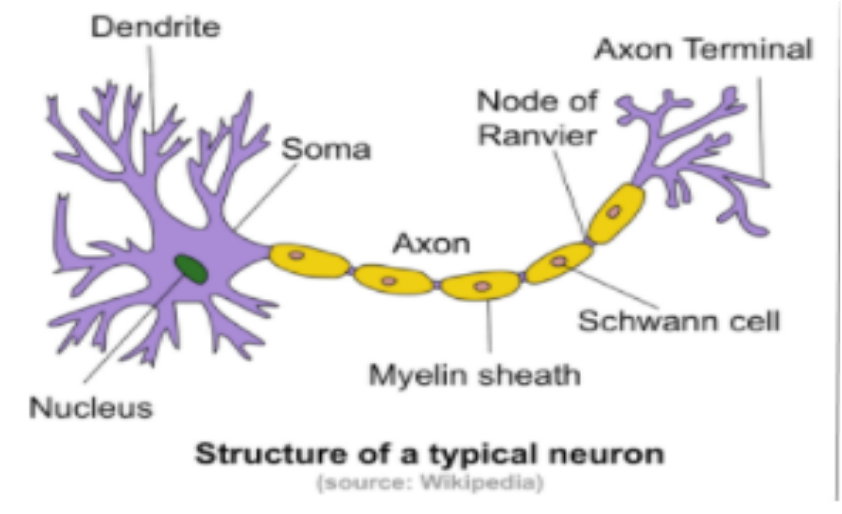 Dendrite
Axon Terminal
Node of
Ranvier
Soma
Axon
Schwann cell
Myelin sheath
Nucleus
Structure of a typical neuron
(source: Wikipedia)